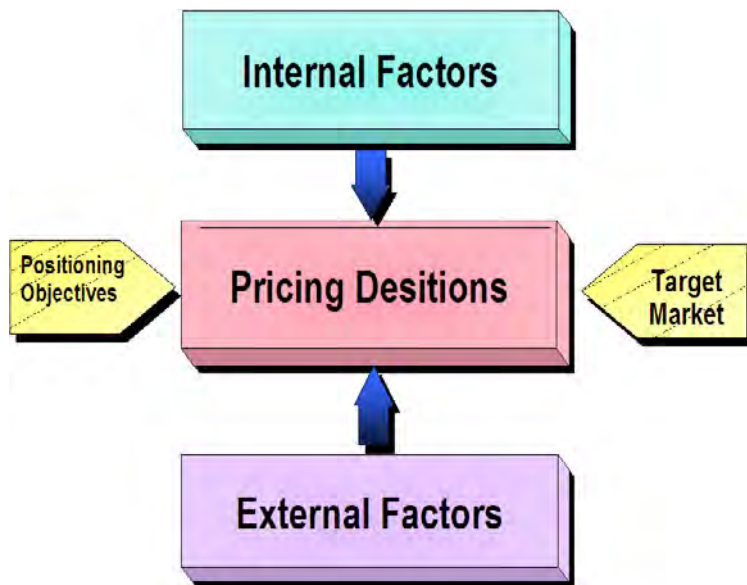 Internal Factors
Positioning
Objectives
Pricing Desitions
Target
Market
External Factors